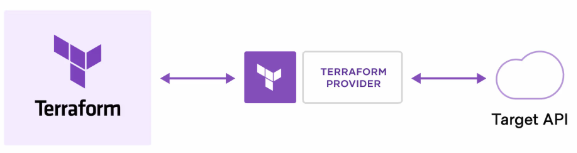 Terraform
TERRAFORM
PROVIDER
Target API